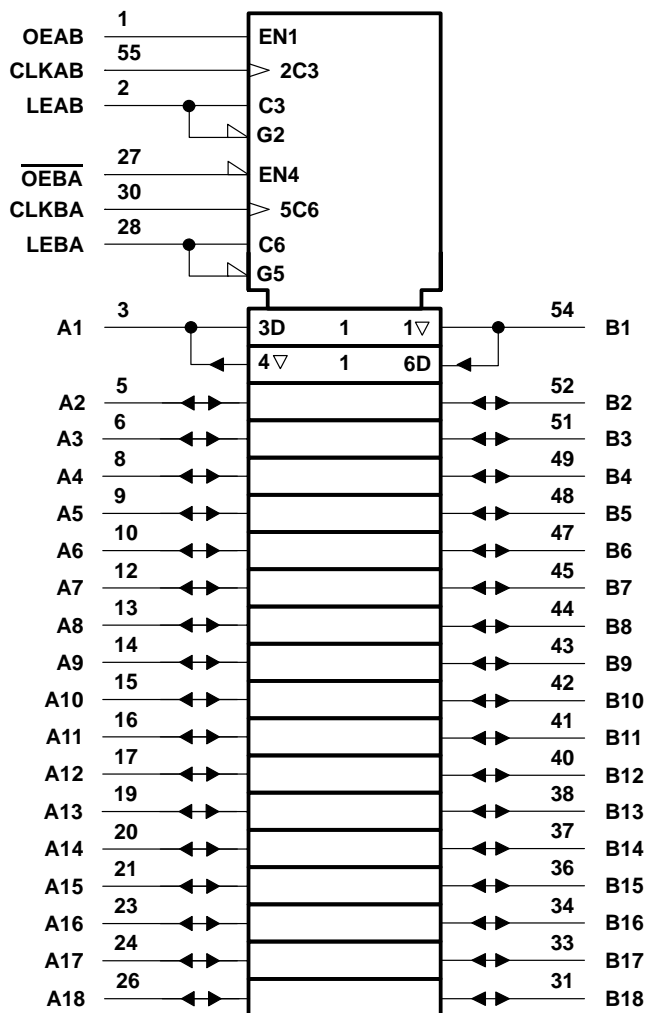 1
OEAB EN1
55
CLKAB 2C3
2
LEAB C3
G2
27
OEBA EN4
30
CLKBA 5C6
28
LEBA C6
G5
3 54
A1 3D 1 1▽ B1
4▽ 1 6D
5 52
A2 B2
6 51
A3 B3
8 49
A4 B4
9 48
A5 B5
10 47
A6 B6
12 45
A7 B7
13 44
A8 B8
14 43
A9 B9
15 42
A10 B10
16 41
A11 B11
17 40
A12 B12
19 38
A13 B13
20 37
A14 B14
21 36
A15 B15
23 34
A16 B16
24 33
A17 B17
26 31
A18 B18